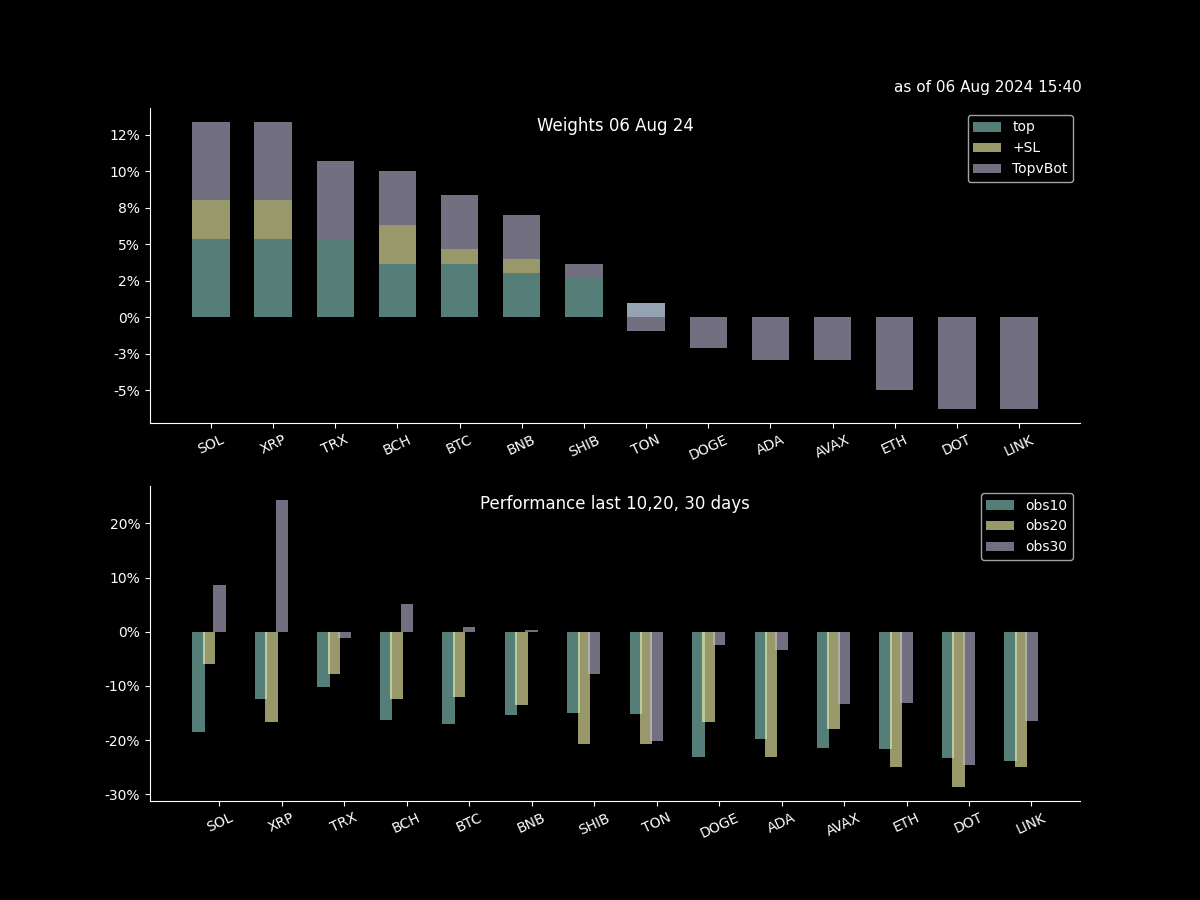 as of 06 Aug 2024 15:40
Weights 06 Aug 24
top
+SL
TopvBot
12%
10%
8%
5%
2%
0%
-3%
-5%
SOL XRP TRX BCH BTC BNB SHIB TON DOGE ADA AVAX ETH DOT LINK
Performance last 10,20, 30 days
obs10
obs20
obs30
20%
10%
0%
-10%
-20%
-30%
SOL XRP TRX BCH BTC BNB SHIB TON DOGE ADA AVAX ETH DOT LINK